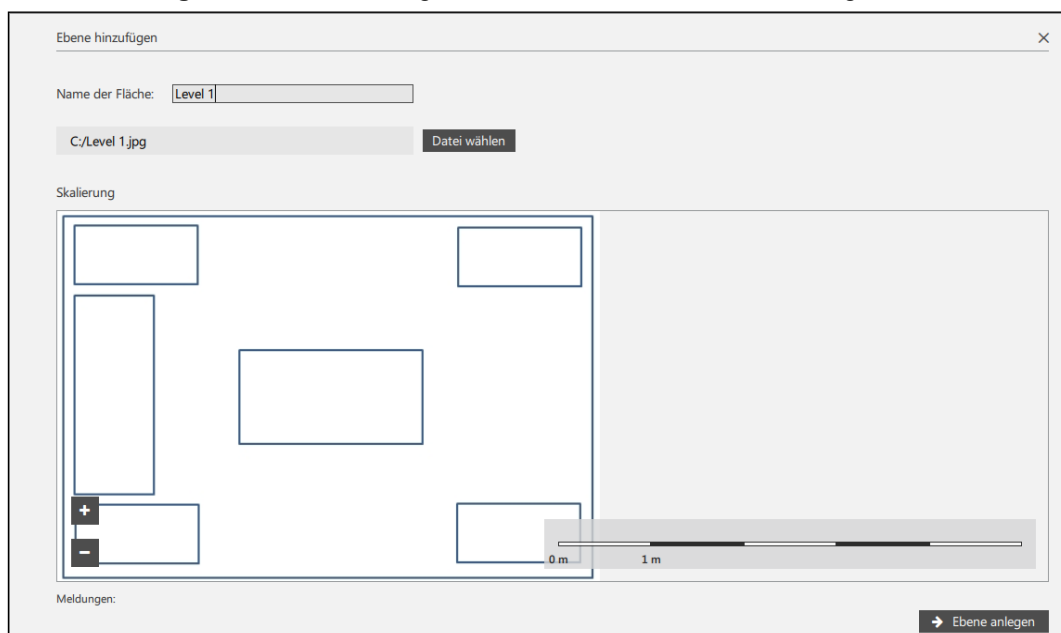 Ebene hinzufügen
Name der Fläche: Level 1
C:/Level 1.jpg
Datei wählen
Skalierung
0 m 1 m
Meldungen:
Ebene anlegen